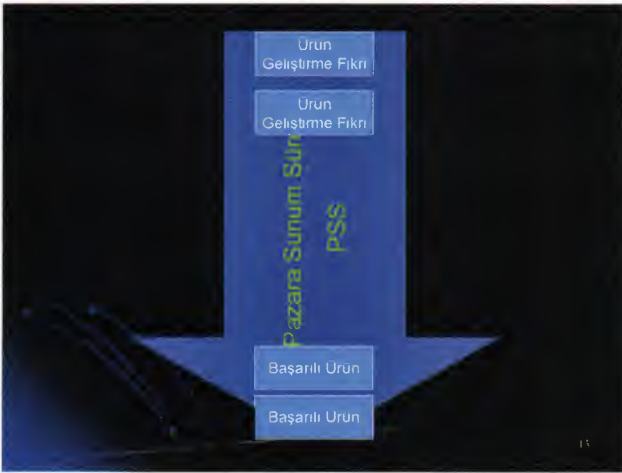 Ürün
Geliştirme Fikri
Ürün
Geliştirme Fikri
Pazara Sunum Sür
PSS
Başarılı Ürün
Başarılı Ürün